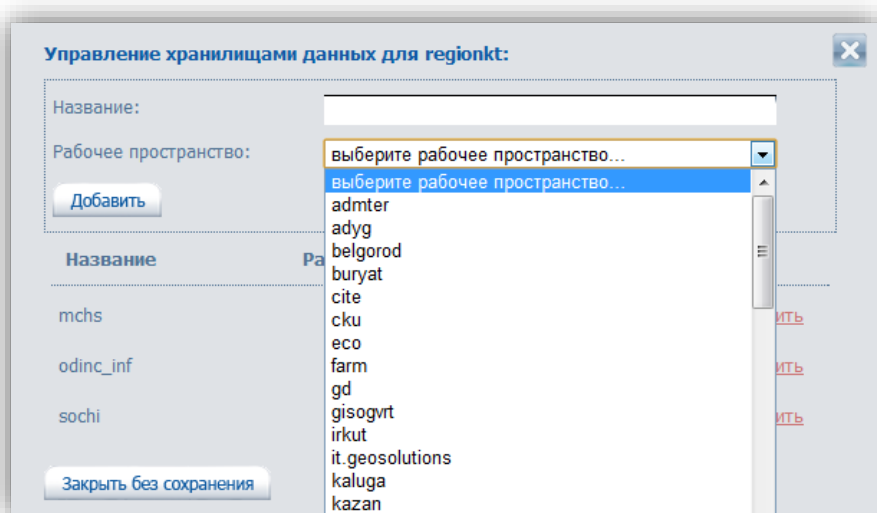 Управление хранилищами данных для regionkt:
Название:
Рабочее пространство:
выберите рабочее пространство...
выберите рабочее пространство...
admter
adyg
belgorod
buryat
cite
cku
eco
farm
gd
gisogvrt
irkut
it.geosolutions
kaluga
kazan
Добавить
Название
mchs
odinc_inf
sochi
Закрыть без сохранения